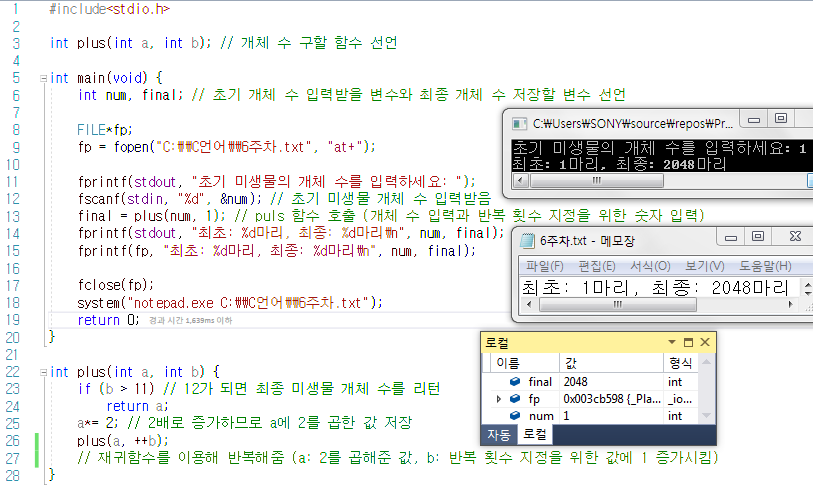 1 #include<stdio.h>
2
3 int plus(int a, int b); // 개체 수 구할 함수 선언
4
5 int main(void) {
6 int num, final; // 초기 개체 수 입력받을 변수와 최종 개체 수 저장할 변수 선언
7
8 FILE*fp;
9 fp = fopen("C:₩₩C언어₩₩6주차.txt", "at+");
10
11 fprintf(stdout, "초기 미생물의 개체 수를 입력하세요: ");
12 fscanf(stdin, "%d", &num); // 초기 미생물 개체 수 입력받음
13 final = plus(num, 1); // puls 함수 호출 (개체 수 입력과 반복 횟수 지정을 위한 숫자 입력)
14 fprintf(stdout, "최초: %d마리, 최종: %d마리₩n", num, final);
15 fprintf(fp, "최초: %d마리, 최종: %d마리₩n", num, final);
16
17 fclose(fp);
18 system("notepad.exe C:₩₩C언어₩₩6주차.txt");
19 return 0; 경과 시간 1,639ms 이하
20 }
21
22 int plus(int a, int b) {
23 if (b > 11) // 12가 되면 최종 미생물 개체 수를 리턴
24 return a;
25 a*= 2; // 2배로 증가하므로 a에 2를 곱한 값 저장
26 plus(a, ++b);
27 // 재귀함수를 이용해 반복해줌 (a: 2를 곱해준 값, b: 반복 횟수 지정을 위한 값에 1 증가시킴)
28 }
C:₩Users₩SONY₩source₩repos₩Pr...
초기 미생물의 개체 수를 입력하세요: 1
최초: 1마리, 최종: 2048마리
6주차.txt - 메모장
파일(F) 편집(E) 서식(O) 보기(V) 도움말(H)
최초: 1마리, 최종: 2048마리
로컬
이름 값 형식
final 2048 int
fp 0x003cb598 {_Pla... _io...
num 1 int
자동 로컬